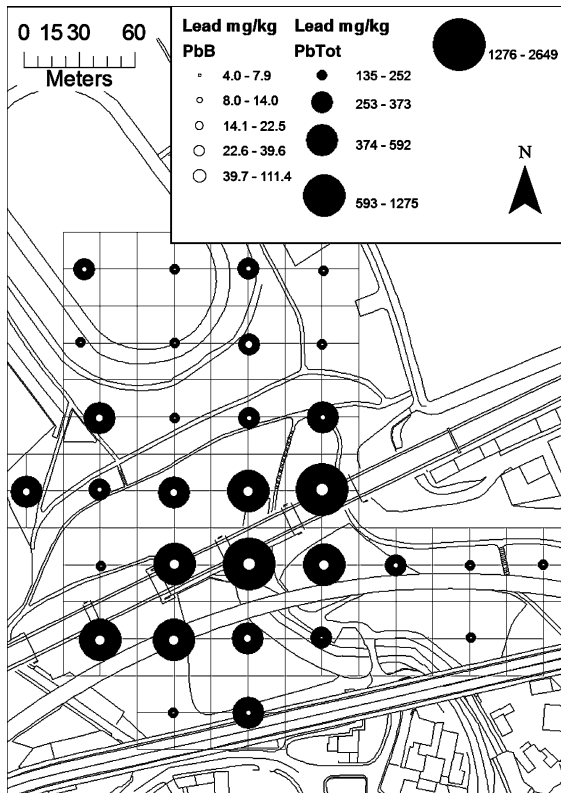 0 15 30 60
Meters
Lead mg/kg
PbB
4.0 - 7.9
8.0 - 14.0
14.1 - 22.5
22.6 - 39.6
39.7 - 111.4
Lead mg/kg
PbTot
135 - 252
253 - 373
374 - 592
593 - 1275
1276 - 2649
N